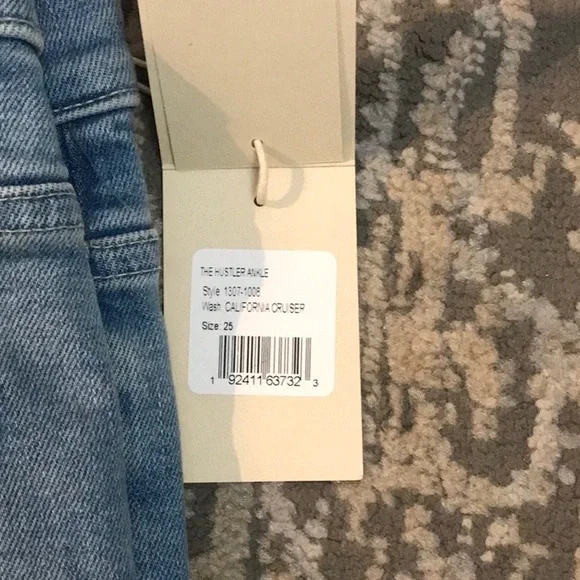 THE HUSTLER ANKLE
Style: 1307-1006
Wash: CALIFORNIA CRUISER
Size: 25
1 92411 63732 3